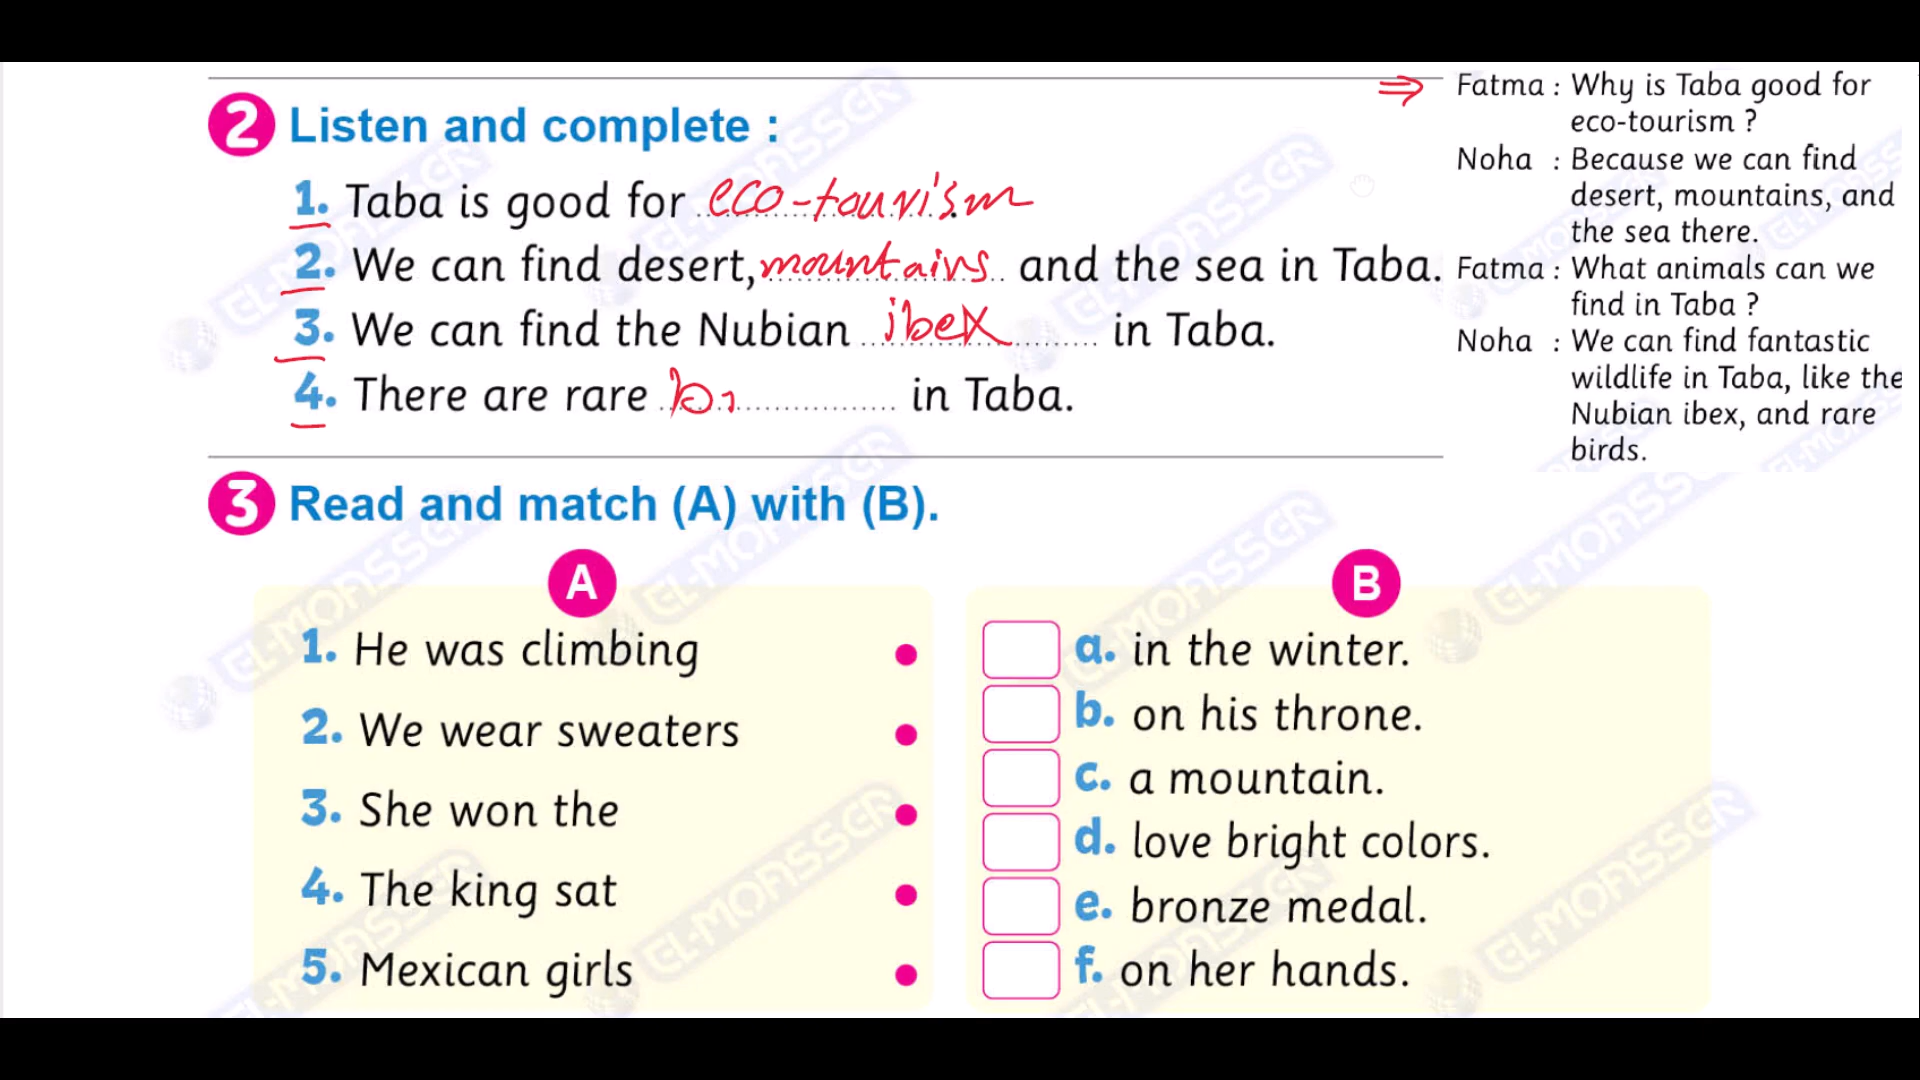 2 Listen and complete :
1. Taba is good for eco-tourism.
2. We can find desert, mountains and the sea in Taba.
3. We can find the Nubian ibex in Taba.
4. There are rare in Taba.
⇒ Fatma : Why is Taba good for
eco-tourism ?
Noha : Because we can find
desert, mountains, and
the sea there.
Fatma : What animals can we
find in Taba ?
Noha : We can find fantastic
wildlife in Taba, like the
Nubian ibex, and rare
birds.
3 Read and match (A) with (B).
A
1. He was climbing
2. We wear sweaters
3. She won the
4. The king sat
5. Mexican girls
B
a. in the winter.
b. on his throne.
c. a mountain.
d. love bright colors.
e. bronze medal.
f. on her hands.
EL-MOASSER